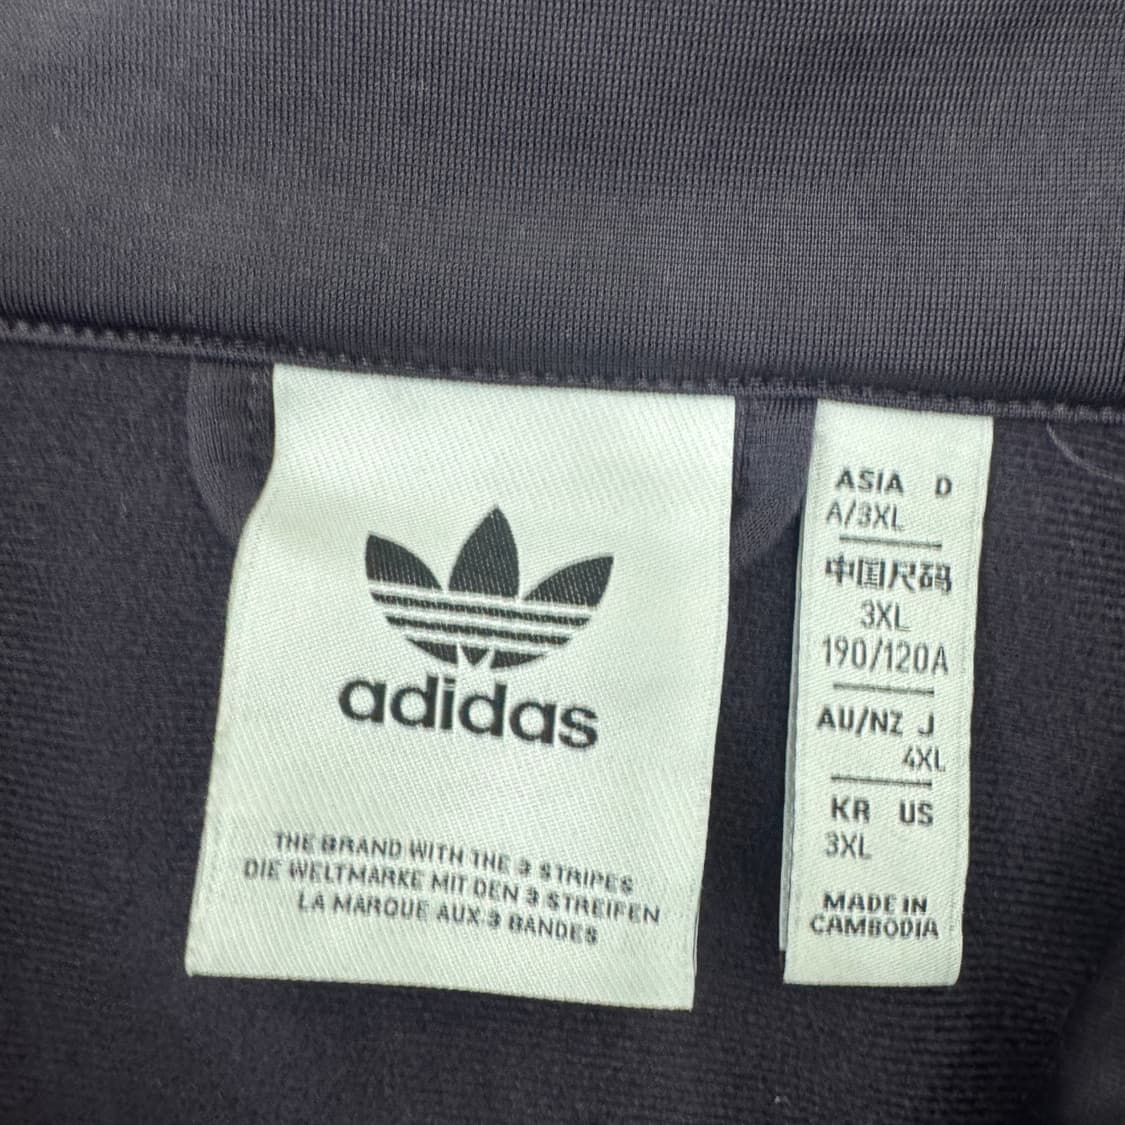 adidas
THE BRAND WITH THE 3 STRIPES
DIE WELTMARKE MIT DEN 3 STREIFEN
LA MARQUE AUX 3 BANDES
ASIA D
A/3XL
中国尺码
3XL
190/120A
AU/NZ J
4XL
KR US
3XL
MADE IN
CAMBODIA